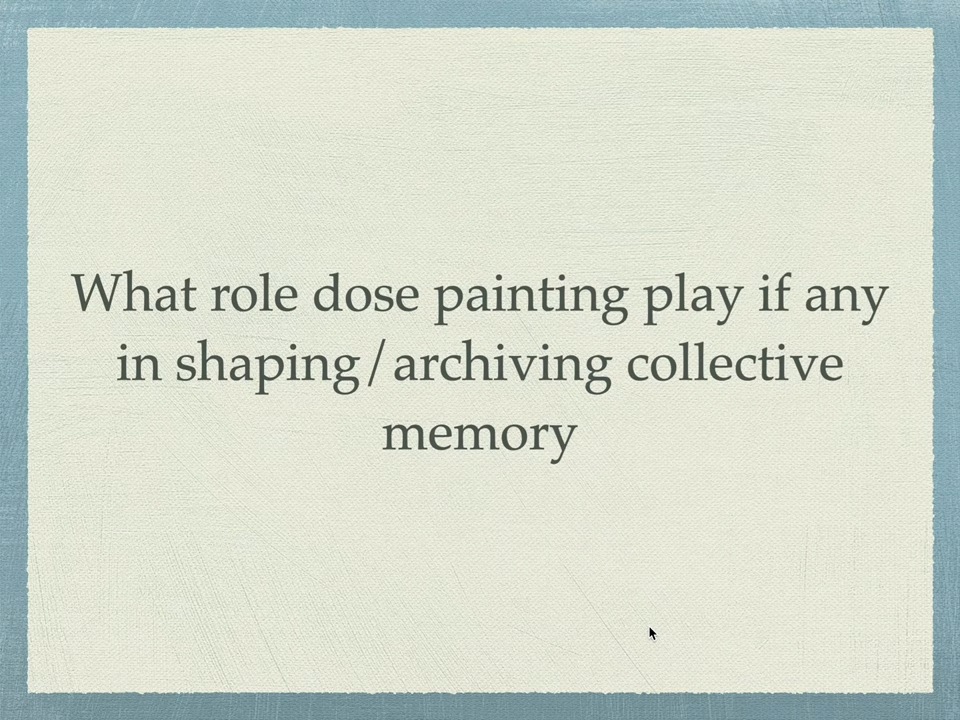 What role dose painting play if any
in shaping/archiving collective
memory